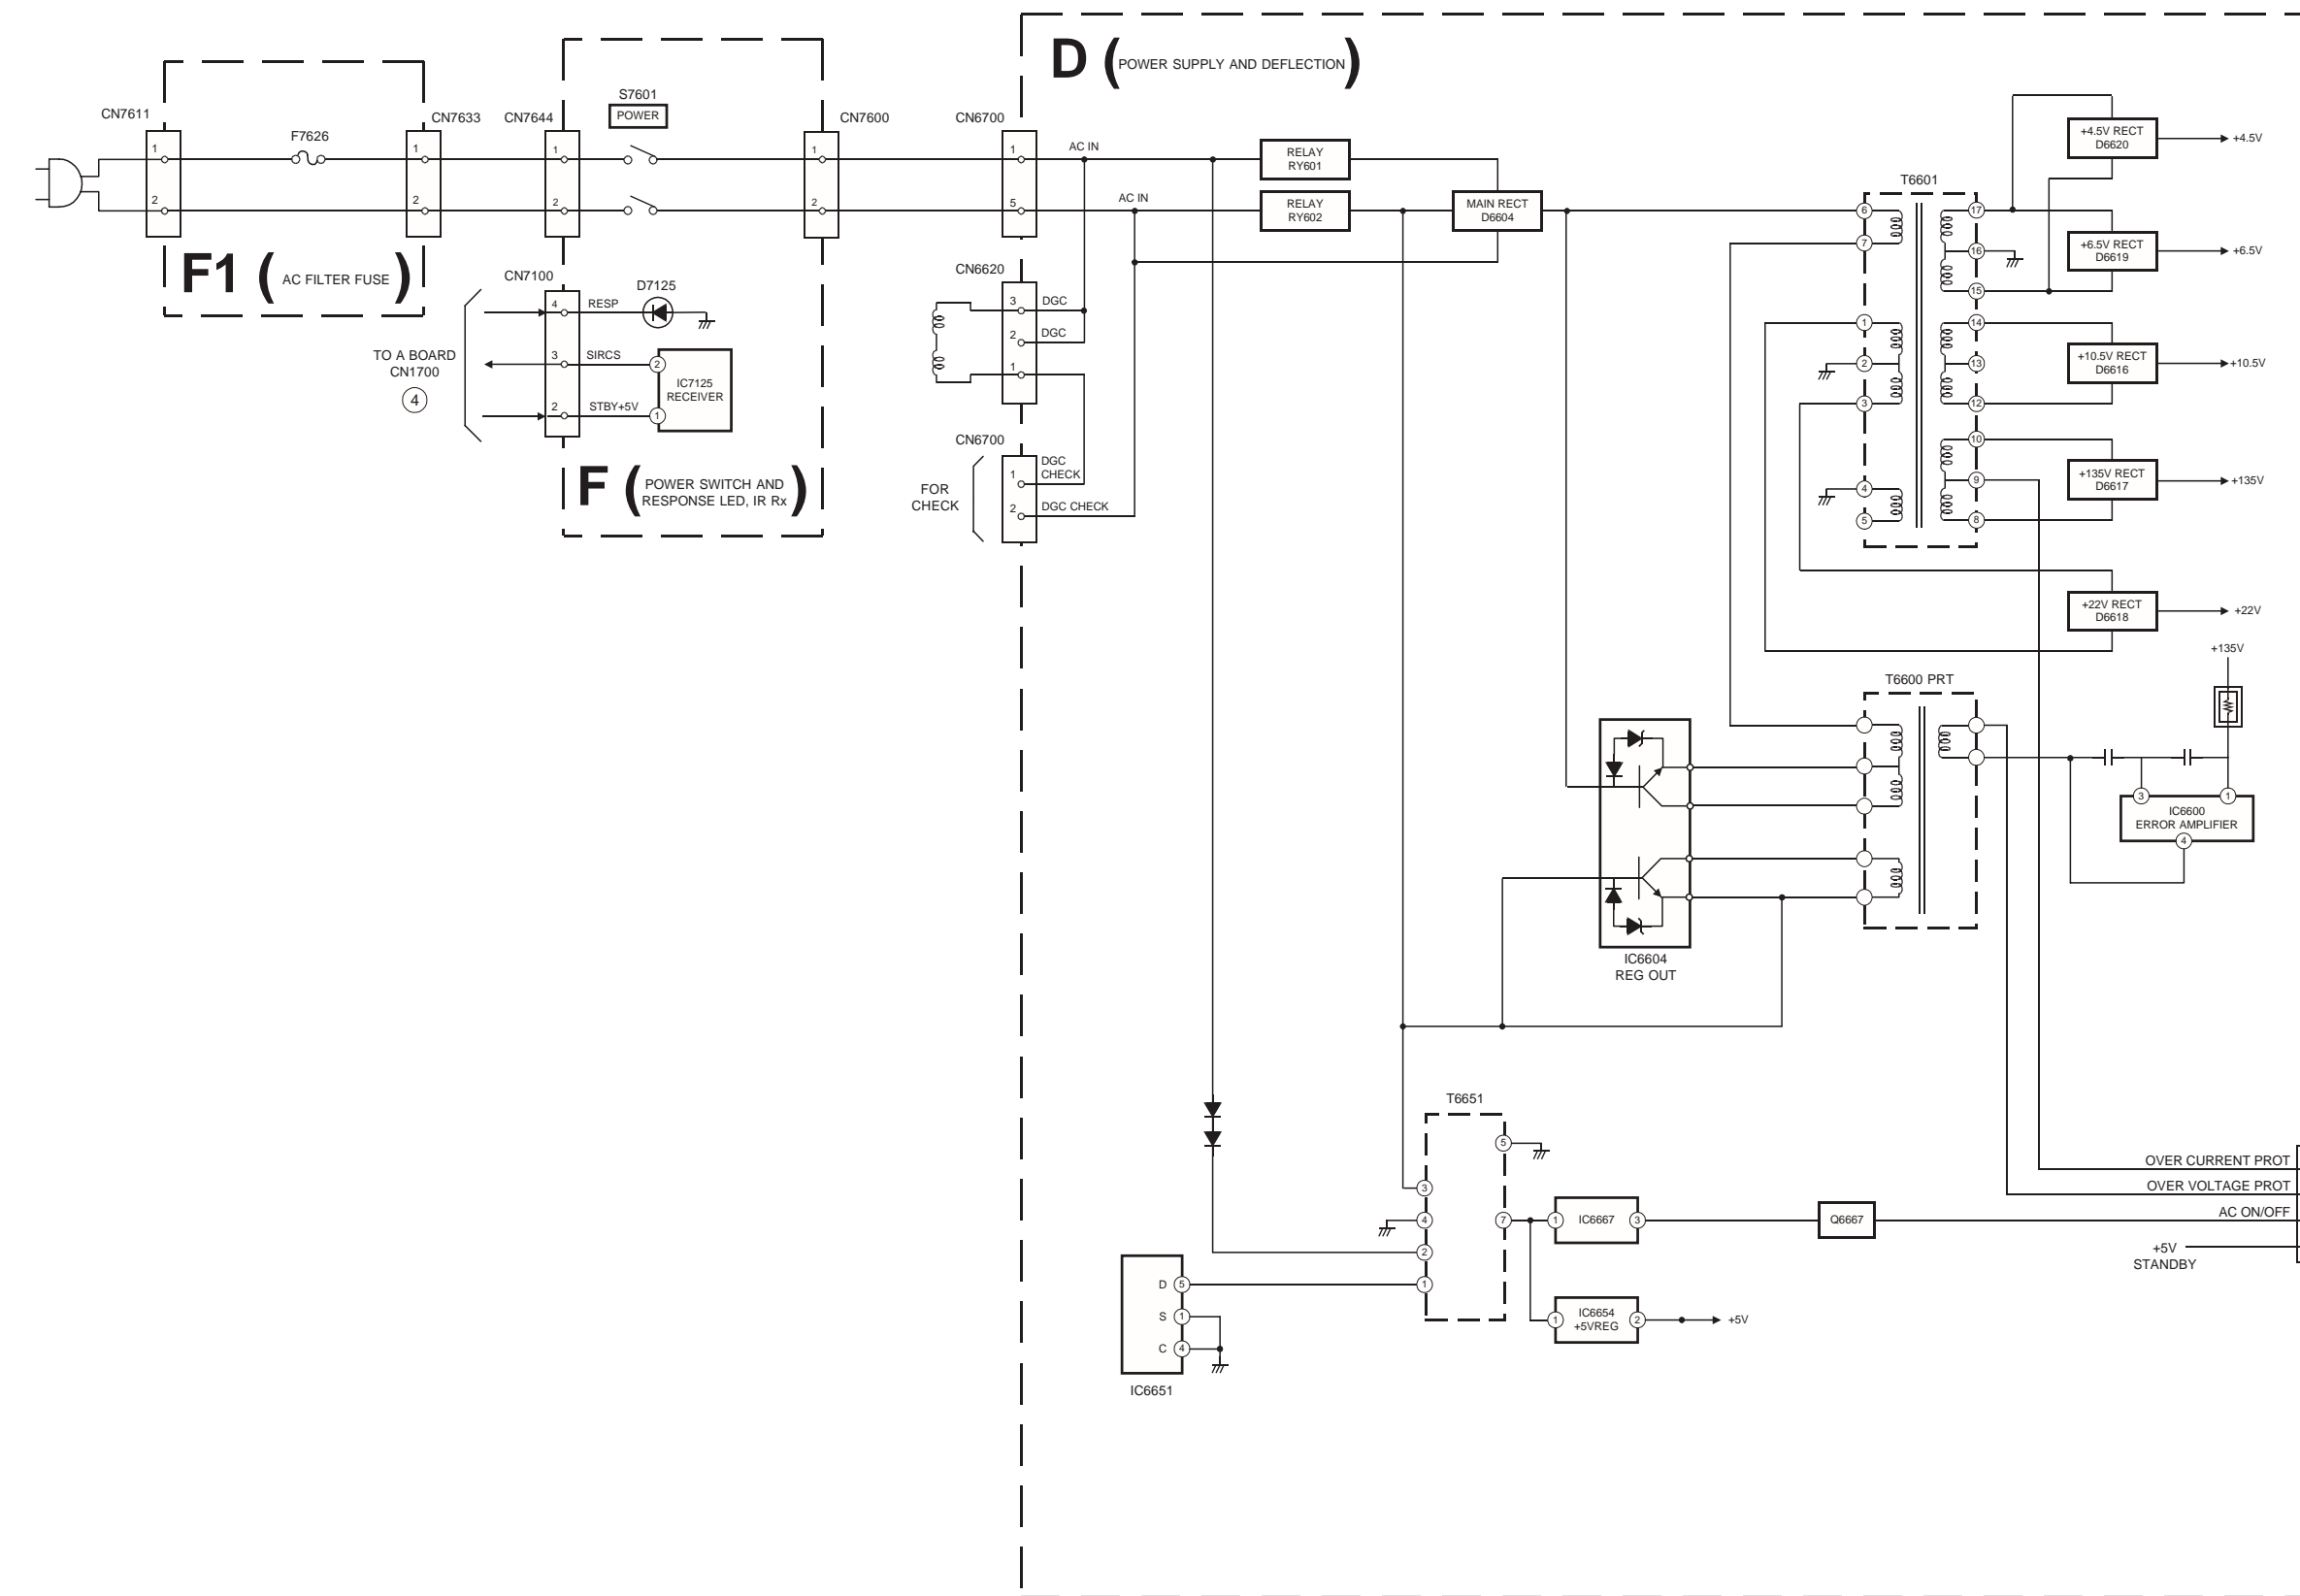 D ( POWER SUPPLY AND DEFLECTION )
CN7611
F7626
CN7633
CN7644
S7601
POWER
CN7600
CN6700
1
2
1
2
1
2
1
2
1
5
AC IN
AC IN
RELAY
RY601
RELAY
RY602
MAIN RECT
D6604
F1 ( AC FILTER FUSE )
CN7100
4
RESP
D7125
3
SIRCS
2
IC7125
RECEIVER
2
STBY+5V
1
TO A BOARD
CN1700
4
F ( POWER SWITCH AND
RESPONSE LED, IR Rx )
CN6620
3
DGC
2
DGC
1
CN6700
FOR
CHECK
1
DGC
CHECK
2
DGC CHECK
T6601
6
7
1
2
3
4
5
17
16
15
14
13
12
10
9
8
+4.5V RECT
D6620
+4.5V
+6.5V RECT
D6619
+6.5V
+10.5V RECT
D6616
+10.5V
+135V RECT
D6617
+135V
+22V RECT
D6618
+22V
+135V
T6600 PRT
3
1
IC6600
ERROR AMPLIFIER
4
IC6604
REG OUT
T6651
5
3
4
2
1
7
1
IC6667
3
Q6667
OVER CURRENT PROT
OVER VOLTAGE PROT
AC ON/OFF
+5V
STANDBY
1
IC6654
+5VREG
2
+5V
D
5
S
1
C
4
IC6651